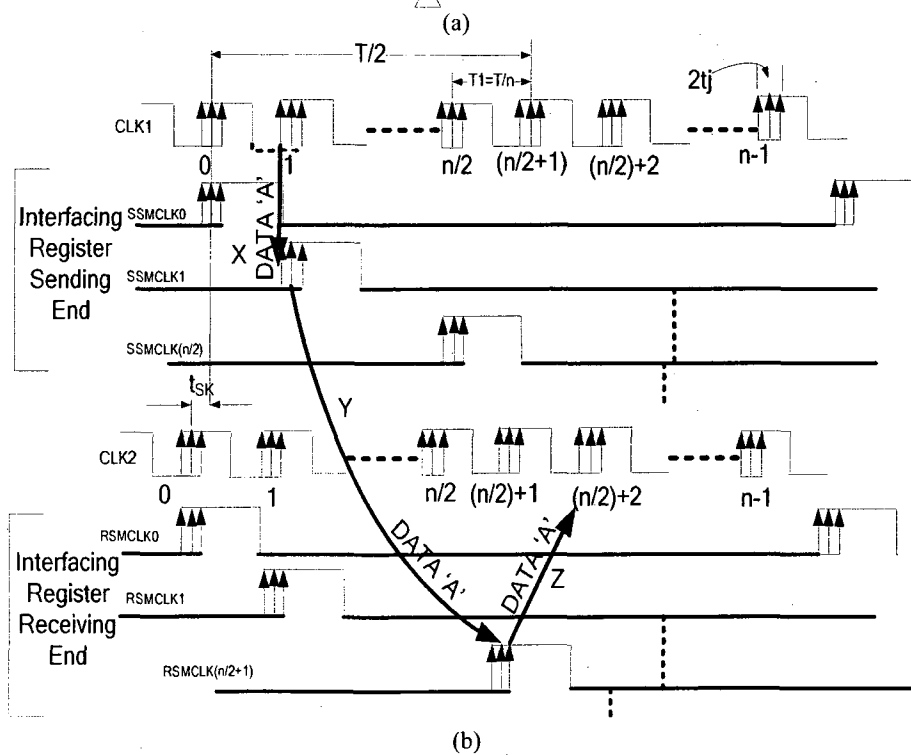 (a)
T/2
T1=T/n
2tj
CLK1
0
1
n/2
(n/2+1)
(n/2)+2
n-1
Interfacing
Register
Sending
End
SSMCLK0
X
DATA 'A'
SSMCLK1
SSMCLK(n/2)
tSK
Y
CLK2
0
1
n/2
(n/2)+1
(n/2)+2
n-1
Interfacing
Register
Receiving
End
RSMCLK0
DATA 'A'
DATA 'A'
Z
RSMCLK1
RSMCLK(n/2+1)
(b)